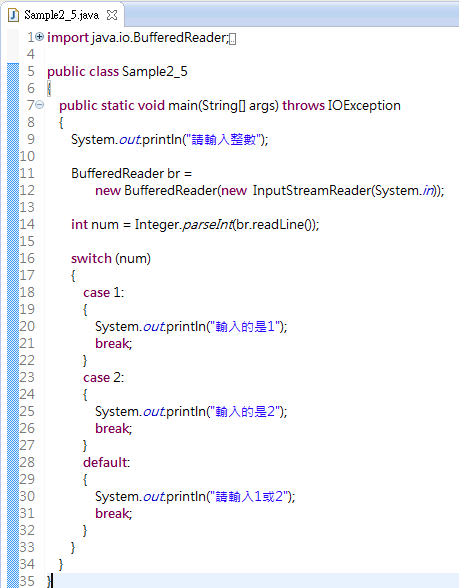 Sample2_5.java
1 import java.io.BufferedReader;
4
5 public class Sample2_5
6 {
7 public static void main(String[] args) throws IOException
8 {
9 System.out.println("請輸入整數");
10
11 BufferedReader br =
12 new BufferedReader(new InputStreamReader(System.in));
13
14 int num = Integer.parseInt(br.readLine());
15
16 switch (num)
17 {
18 case 1:
19 {
20 System.out.println("輸入的是1");
21 break;
22 }
23 case 2:
24 {
25 System.out.println("輸入的是2");
26 break;
27 }
28 default:
29 {
30 System.out.println("請輸入1或2");
31 break;
32 }
33 }
34 }
35 }